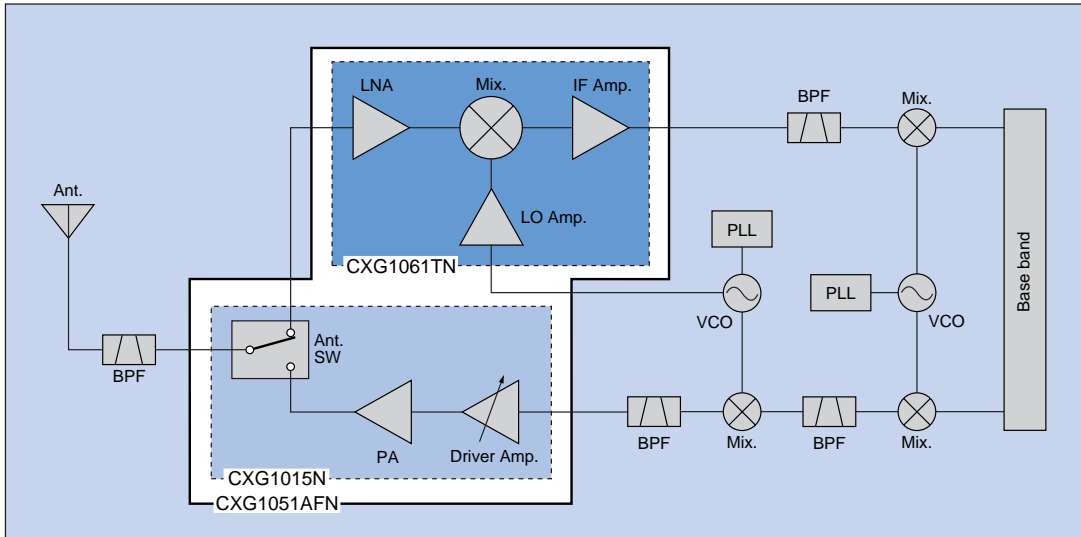 LNA
Mix.
IF Amp.
BPF
Mix.
Ant.
LO Amp.
PLL
CXG1061TN
PLL
Base band
VCO
VCO
Ant.
SW
BPF
PA
Driver Amp.
BPF
Mix.
BPF
Mix.
CXG1015N
CXG1051AFN